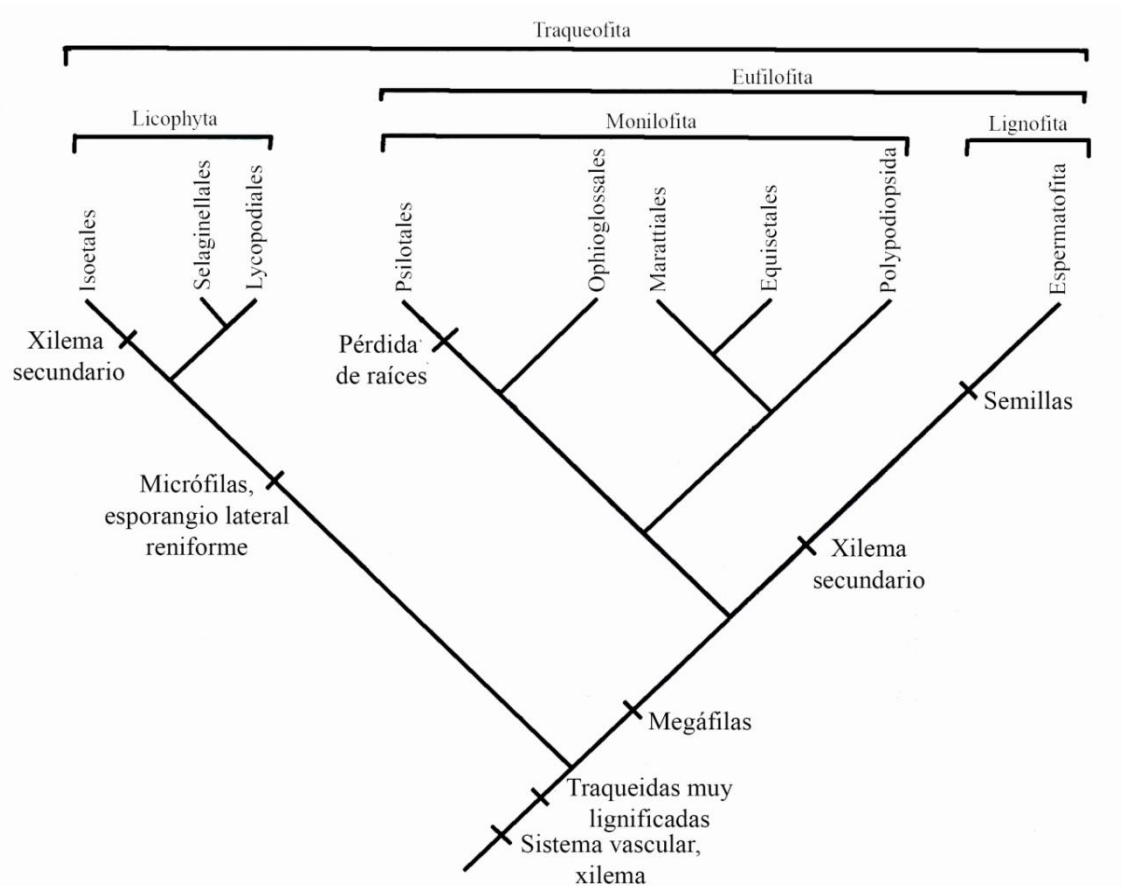 Traqueofita
Eufilofita
Licophyta
Monilofita
Lignofita
Isoetales
Selaginellales
Lycopodiales
Psilotales
Ophioglossales
Marattiales
Equisetales
Polypodiopsida
Espermatofita
Xilema
secundario
Pérdida
de raíces
Semillas
Micrófilas,
esporangio lateral
reniforme
Xilema
secundario
Megáfilas
Traqueidas muy
lignificadas
Sistema vascular,
xilema